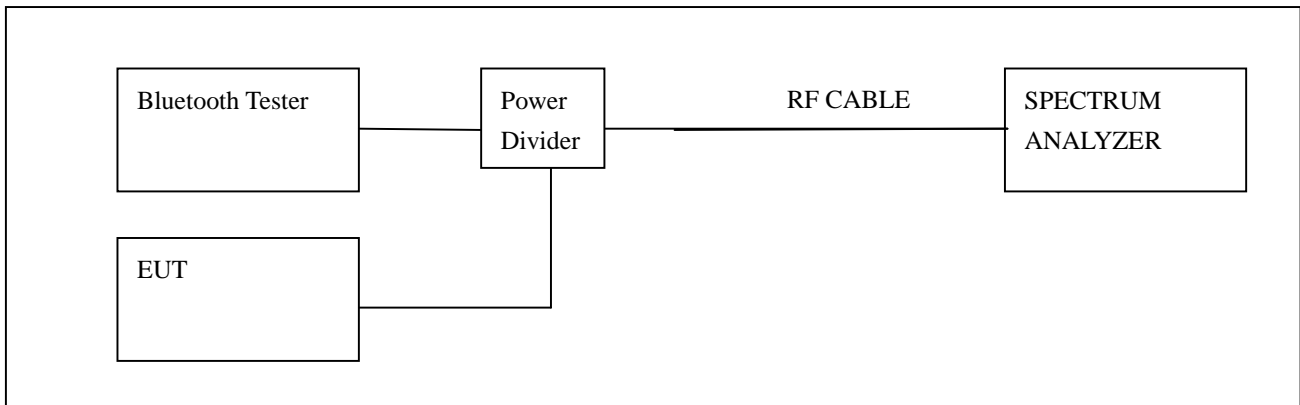 Bluetooth Tester
Power
Divider
RF CABLE
SPECTRUM
ANALYZER
EUT